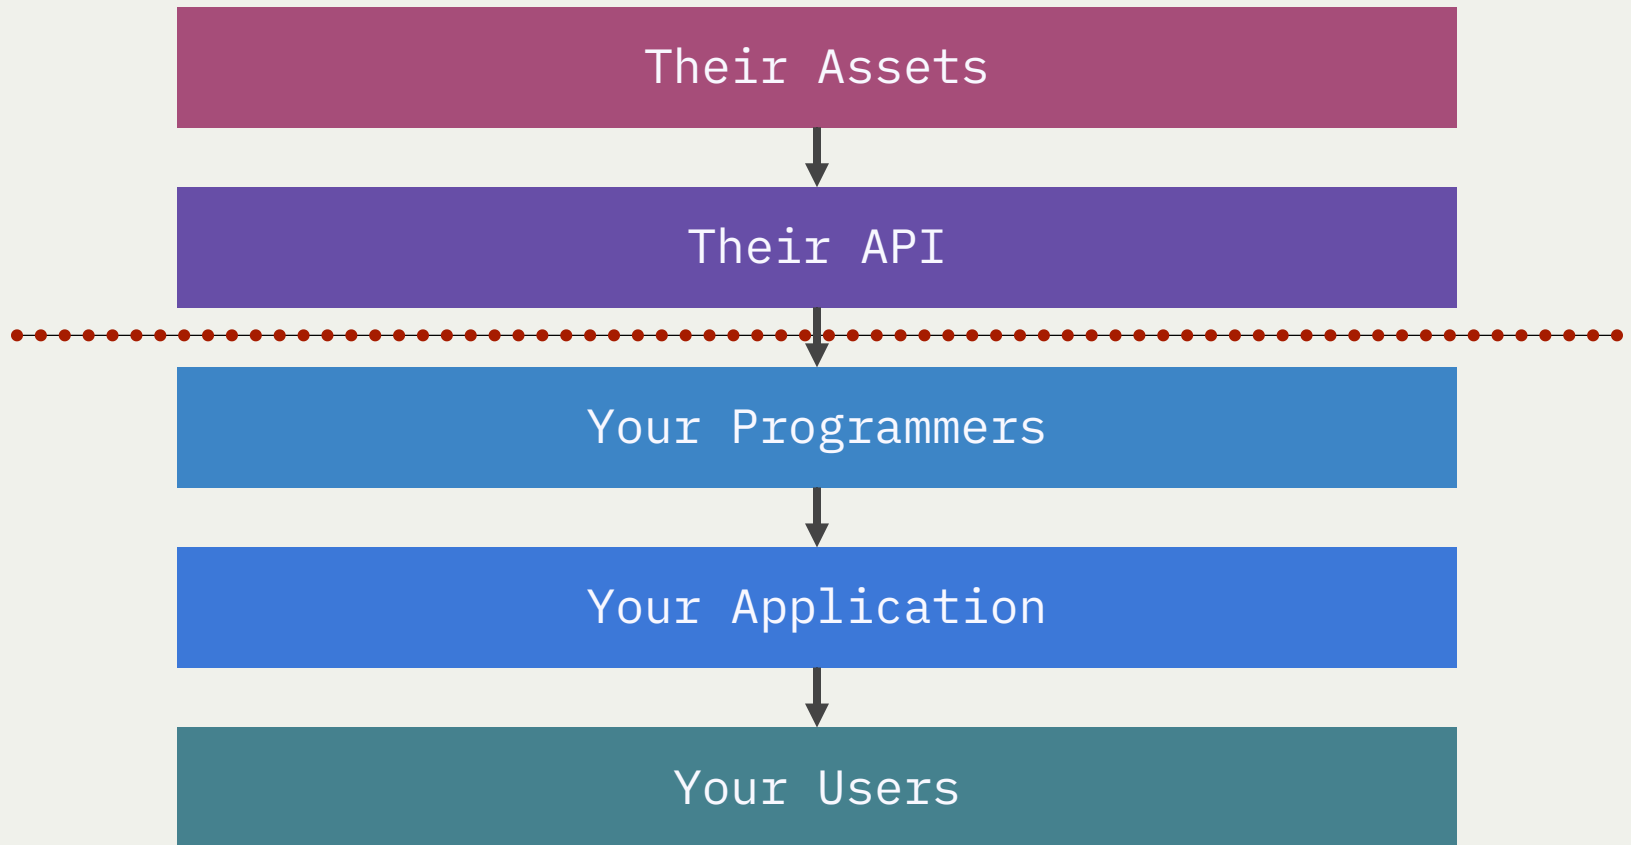 Their Assets
Their API
Your Programmers
Your Application
Your Users